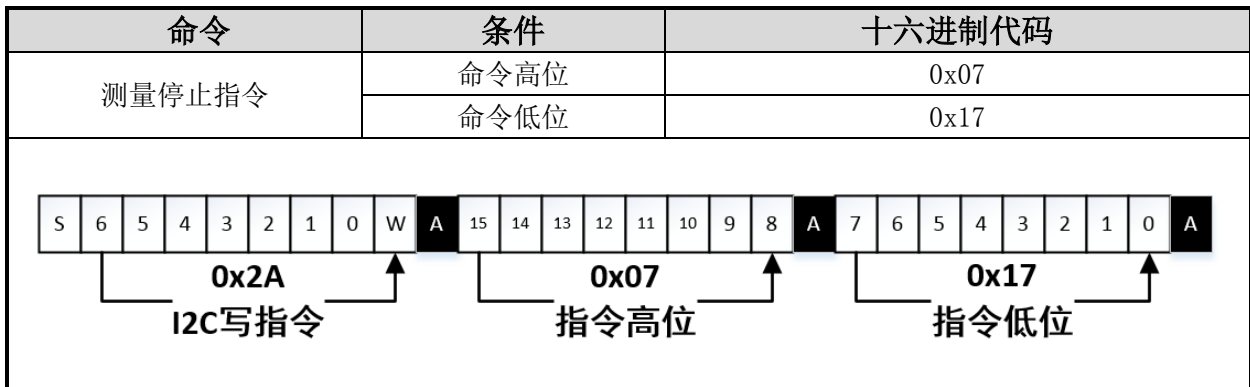 命令 条件 十六进制代码
测量停止指令 命令高位 0x07
命令低位 0x17
S 6 5 4 3 2 1 0 W A 15 14 13 12 11 10 9 8 A 7 6 5 4 3 2 1 0 A
0x2A 0x07 0x17
I2C写指令 指令高位 指令低位